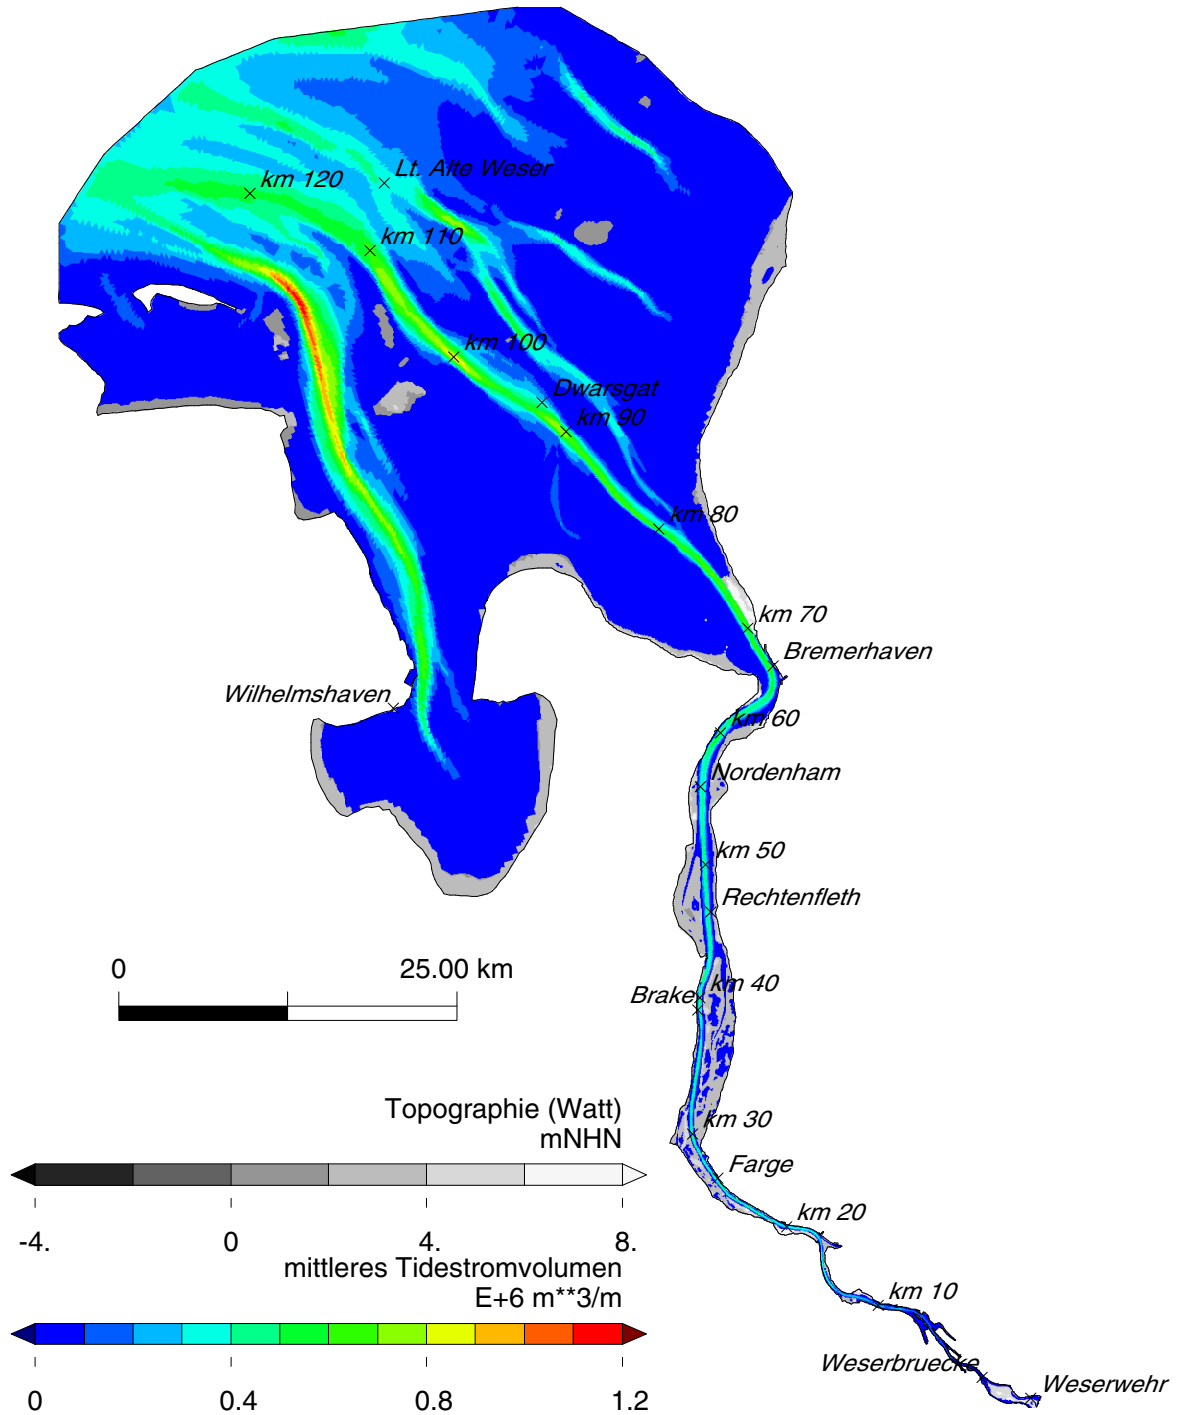 Lt. Alte Weser
km 120
km 110
km 100
Dwarsgat
km 90
km 80
km 70
Bremerhaven
Wilhelmshaven
km 60
Nordenham
km 50
Rechtenfleth
0 25.00 km
km 40
Brake
Topographie (Watt)
mNHN
km 30
Farge
km 20
-4. 0 4. 8.
mittleres Tidestromvolumen
E+6 m**3/m
km 10
Weserbruecke
Weserwehr
0 0.4 0.8 1.2